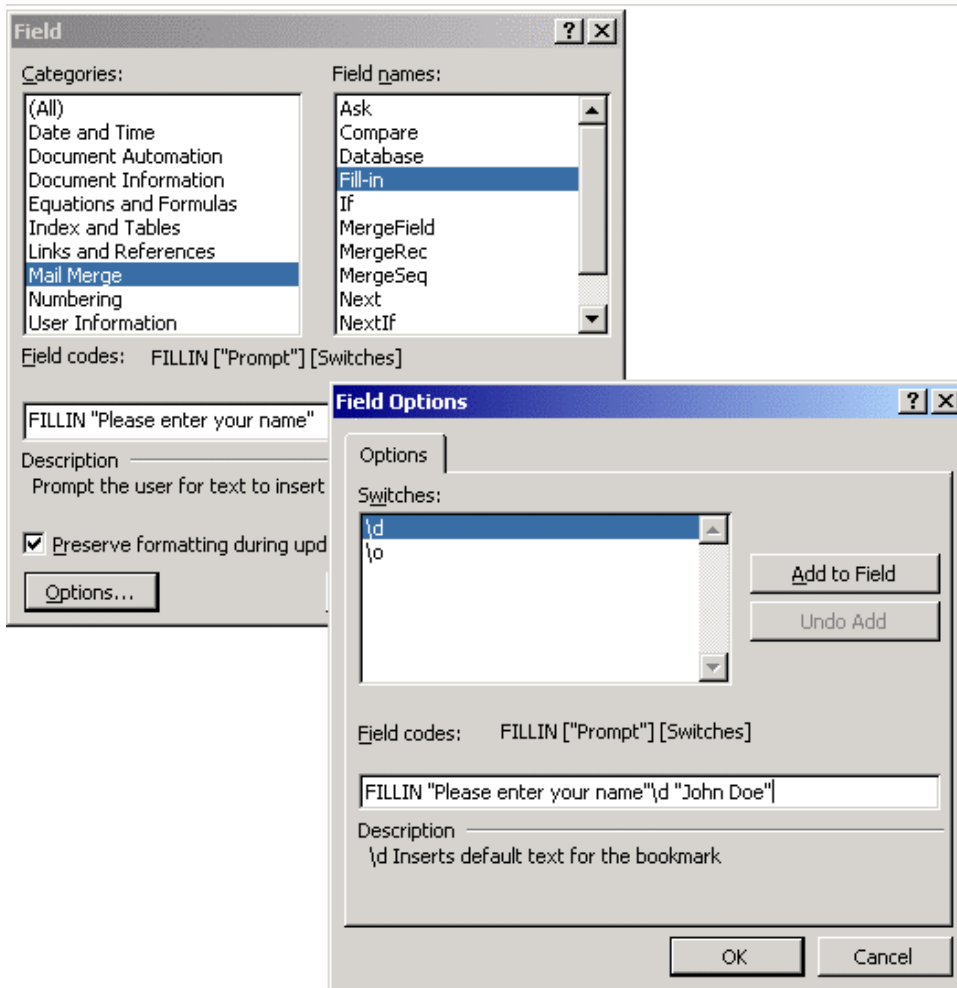 Field
Categories:
(All)
Date and Time
Document Automation
Document Information
Equations and Formulas
Index and Tables
Links and References
Mail Merge
Numbering
User Information
Field names:
Ask
Compare
Database
Fill-in
If
MergeField
MergeRec
MergeSeq
Next
NextIf
Field codes: FILLIN ["Prompt"] [Switches]
FILLIN "Please enter your name"
Description
Prompt the user for text to insert
Preserve formatting during upd
Options...
Field Options
Options
Switches:
\d
\o
Add to Field
Undo Add
Field codes: FILLIN ["Prompt"] [Switches]
FILLIN "Please enter your name"\d "John Doe"
Description
\d Inserts default text for the bookmark
OK
Cancel